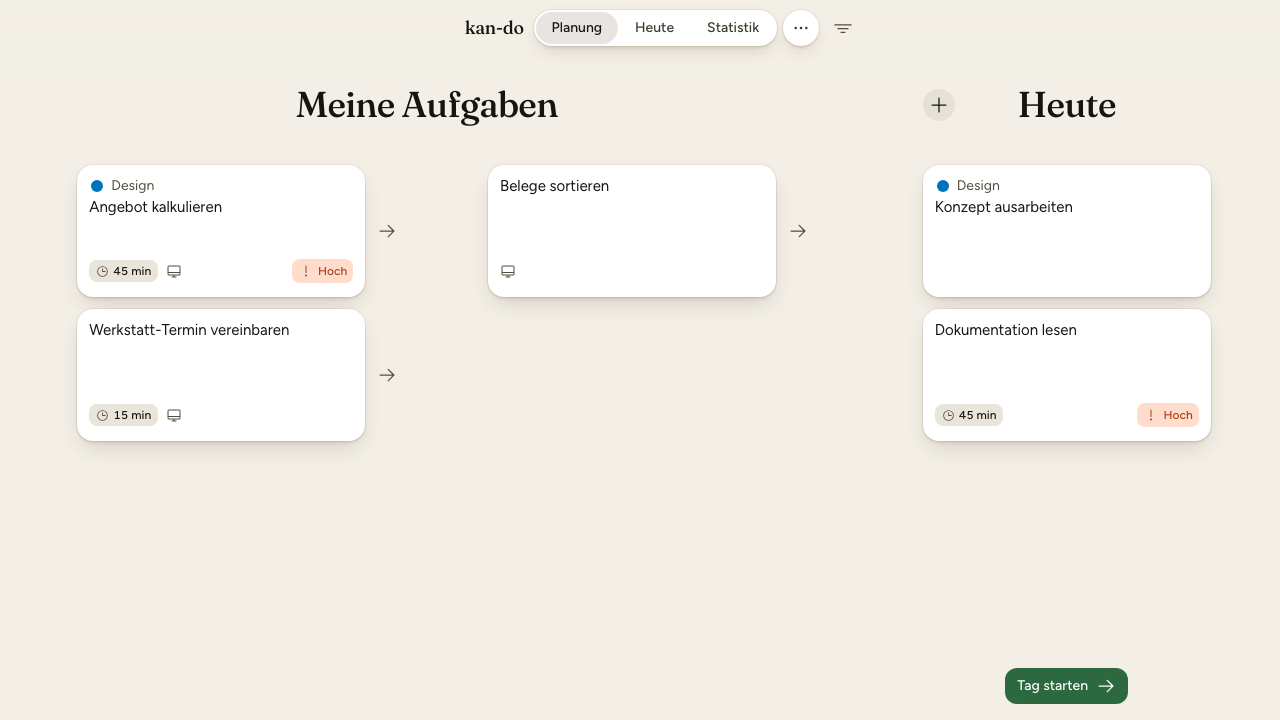 kan-do
Planung
Heute
Statistik
Meine Aufgaben
Heute
Design
Angebot kalkulieren
45 min
Hoch
Werkstatt-Termin vereinbaren
15 min
Belege sortieren
Design
Konzept ausarbeiten
Dokumentation lesen
45 min
Hoch
Tag starten